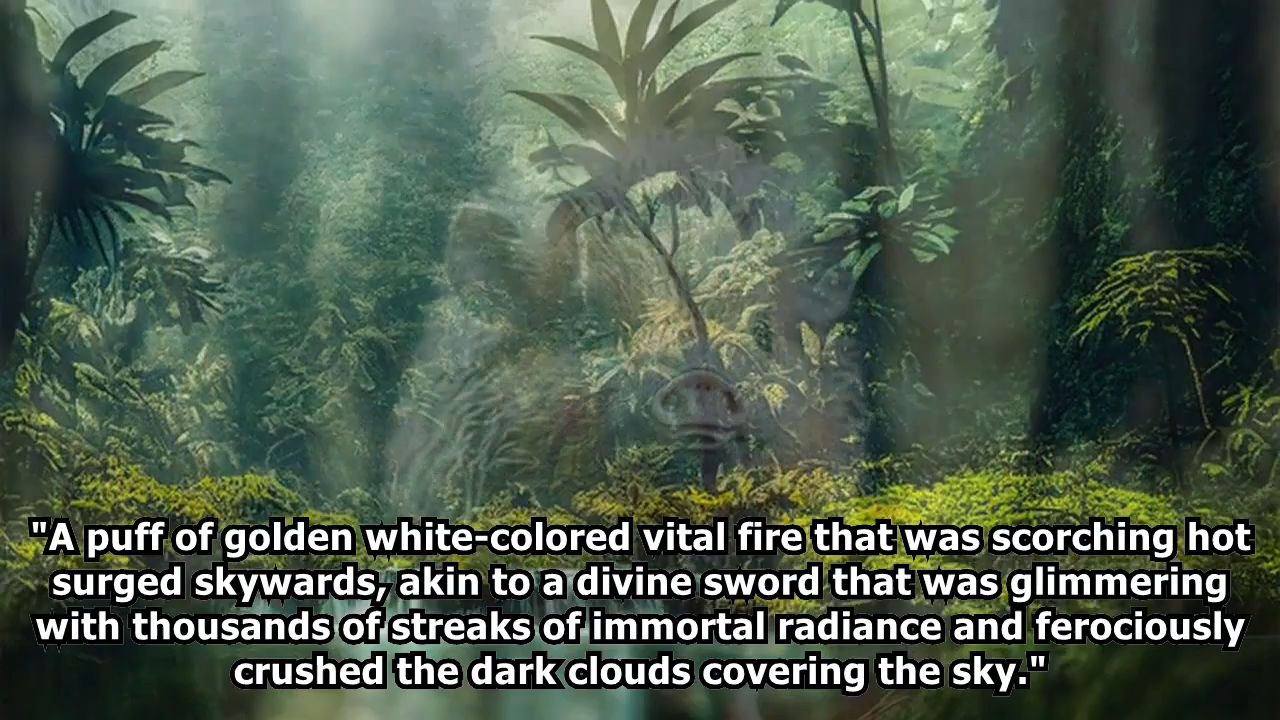 "A puff of golden white-colored vital fire that was scorching hot
surged skywards, akin to a divine sword that was glimmering
with thousands of streaks of immortal radiance and ferociously
crushed the dark clouds covering the sky."